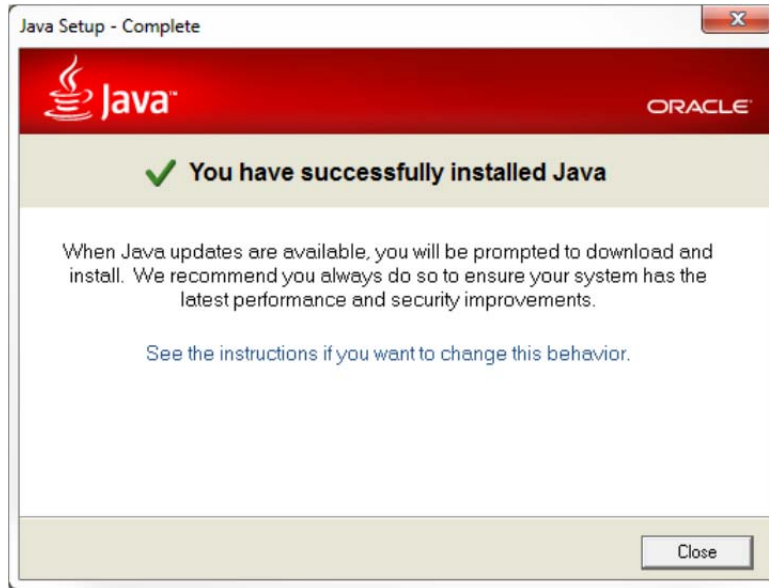 Java Setup - Complete
Java™
ORACLE
You have successfully installed Java
When Java updates are available, you will be prompted to download and
install. We recommend you always do so to ensure your system has the
latest performance and security improvements.
See the instructions if you want to change this behavior.
Close